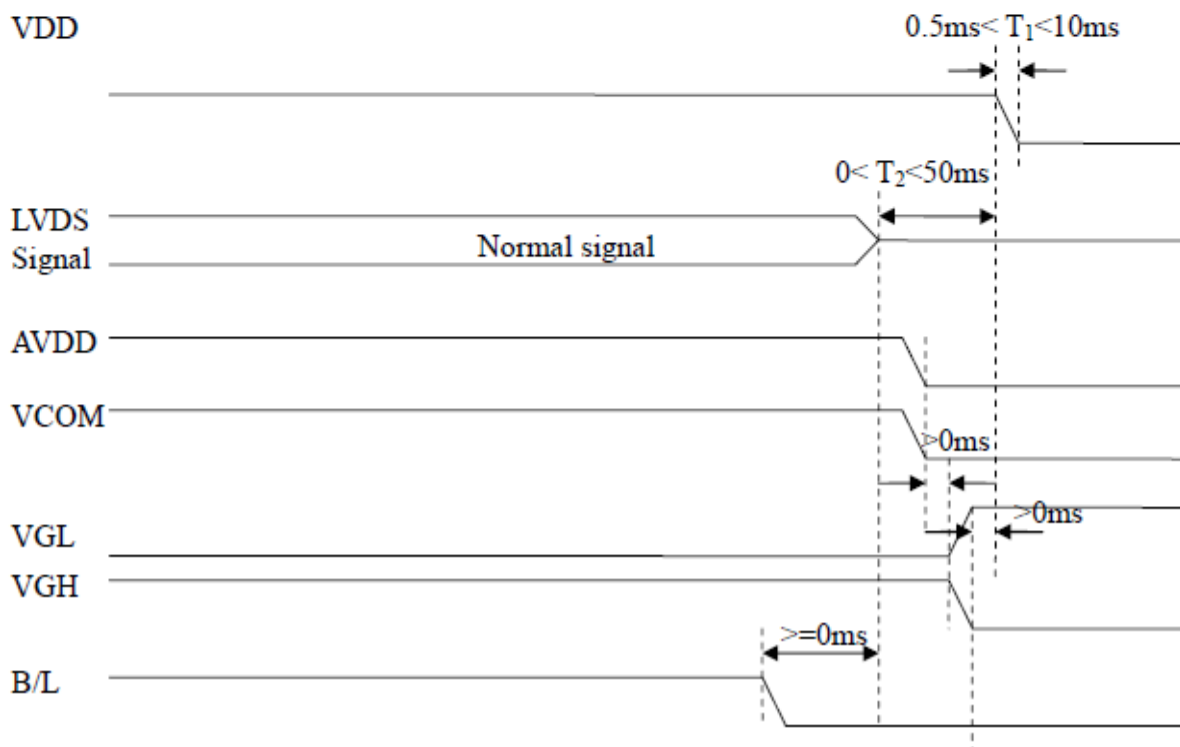 VDD
0.5ms< T₁<10ms
0< T₂<50ms
LVDS
Signal
Normal signal
AVDD
VCOM
>0ms
>0ms
VGL
VGH
>=0ms
B/L